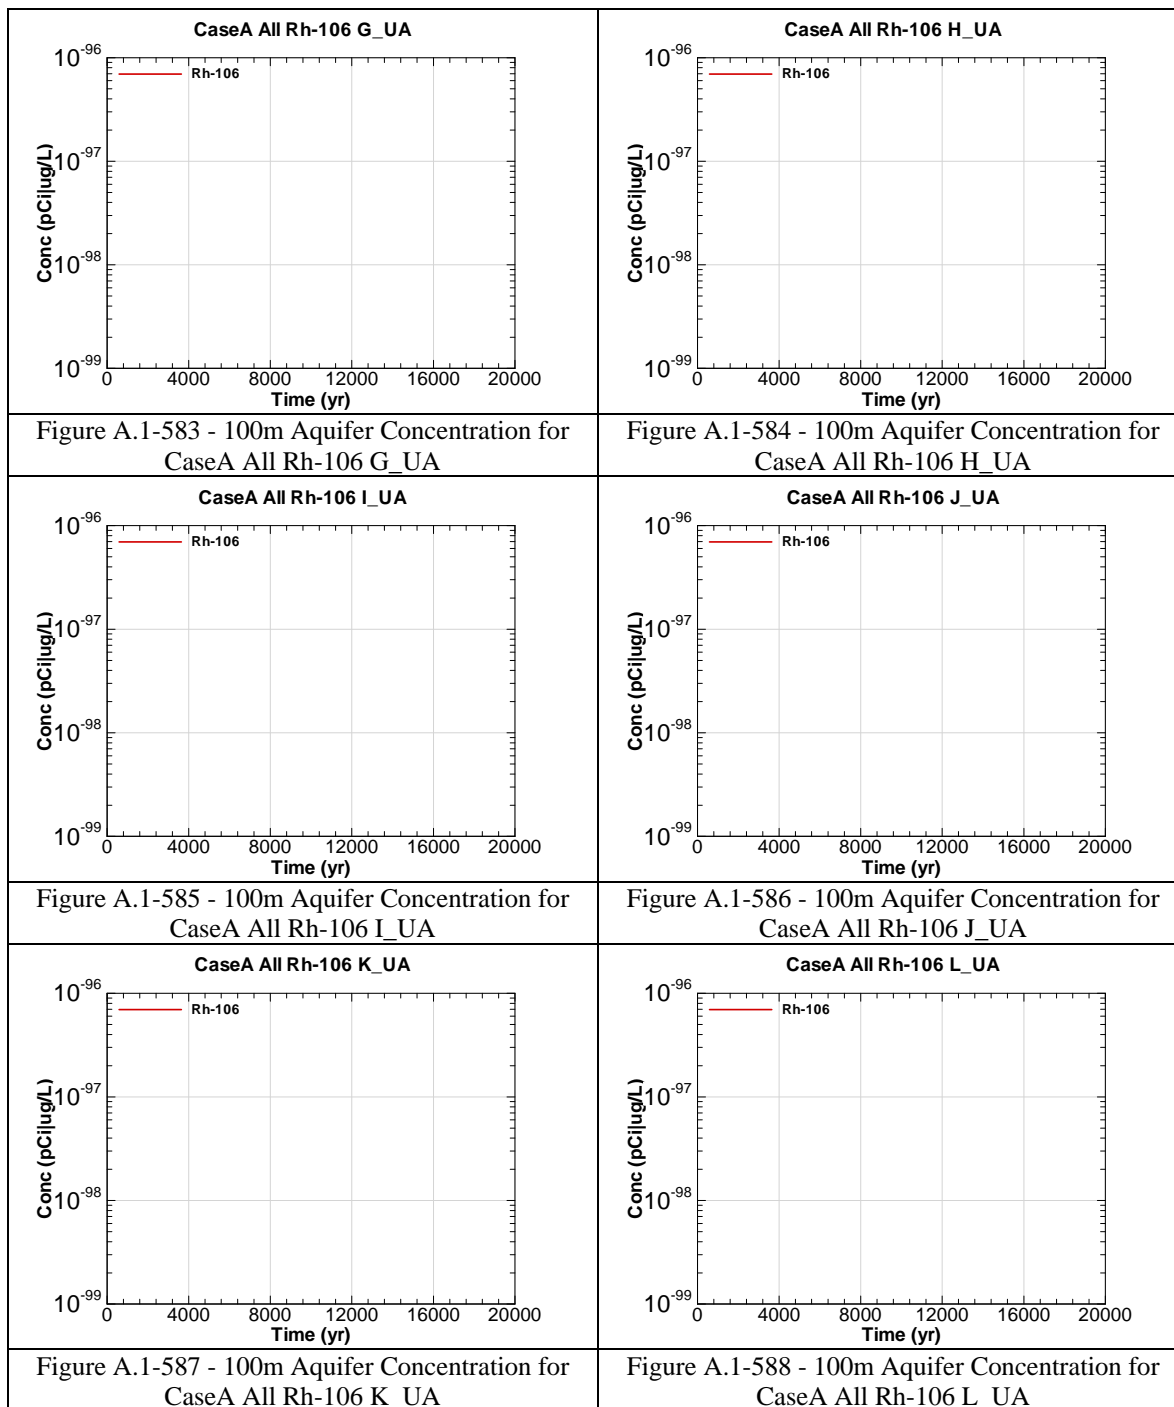 CaseA All Rh-106 G_UA
Rh-106
Conc (pCi|ug/L)
10^-96
10^-97
10^-98
10^-99
0 4000 8000 12000 16000 20000
Time (yr)
Figure A.1-583 - 100m Aquifer Concentration for
CaseA All Rh-106 G_UA
CaseA All Rh-106 H_UA
Rh-106
Conc (pCi|ug/L)
10^-96
10^-97
10^-98
10^-99
0 4000 8000 12000 16000 20000
Time (yr)
Figure A.1-584 - 100m Aquifer Concentration for
CaseA All Rh-106 H_UA
CaseA All Rh-106 I_UA
Rh-106
Conc (pCi|ug/L)
10^-96
10^-97
10^-98
10^-99
0 4000 8000 12000 16000 20000
Time (yr)
Figure A.1-585 - 100m Aquifer Concentration for
CaseA All Rh-106 I_UA
CaseA All Rh-106 J_UA
Rh-106
Conc (pCi|ug/L)
10^-96
10^-97
10^-98
10^-99
0 4000 8000 12000 16000 20000
Time (yr)
Figure A.1-586 - 100m Aquifer Concentration for
CaseA All Rh-106 J_UA
CaseA All Rh-106 K_UA
Rh-106
Conc (pCi|ug/L)
10^-96
10^-97
10^-98
10^-99
0 4000 8000 12000 16000 20000
Time (yr)
Figure A.1-587 - 100m Aquifer Concentration for
CaseA All Rh-106 K_UA
CaseA All Rh-106 L_UA
Rh-106
Conc (pCi|ug/L)
10^-96
10^-97
10^-98
10^-99
0 4000 8000 12000 16000 20000
Time (yr)
Figure A.1-588 - 100m Aquifer Concentration for
CaseA All Rh-106 L_UA